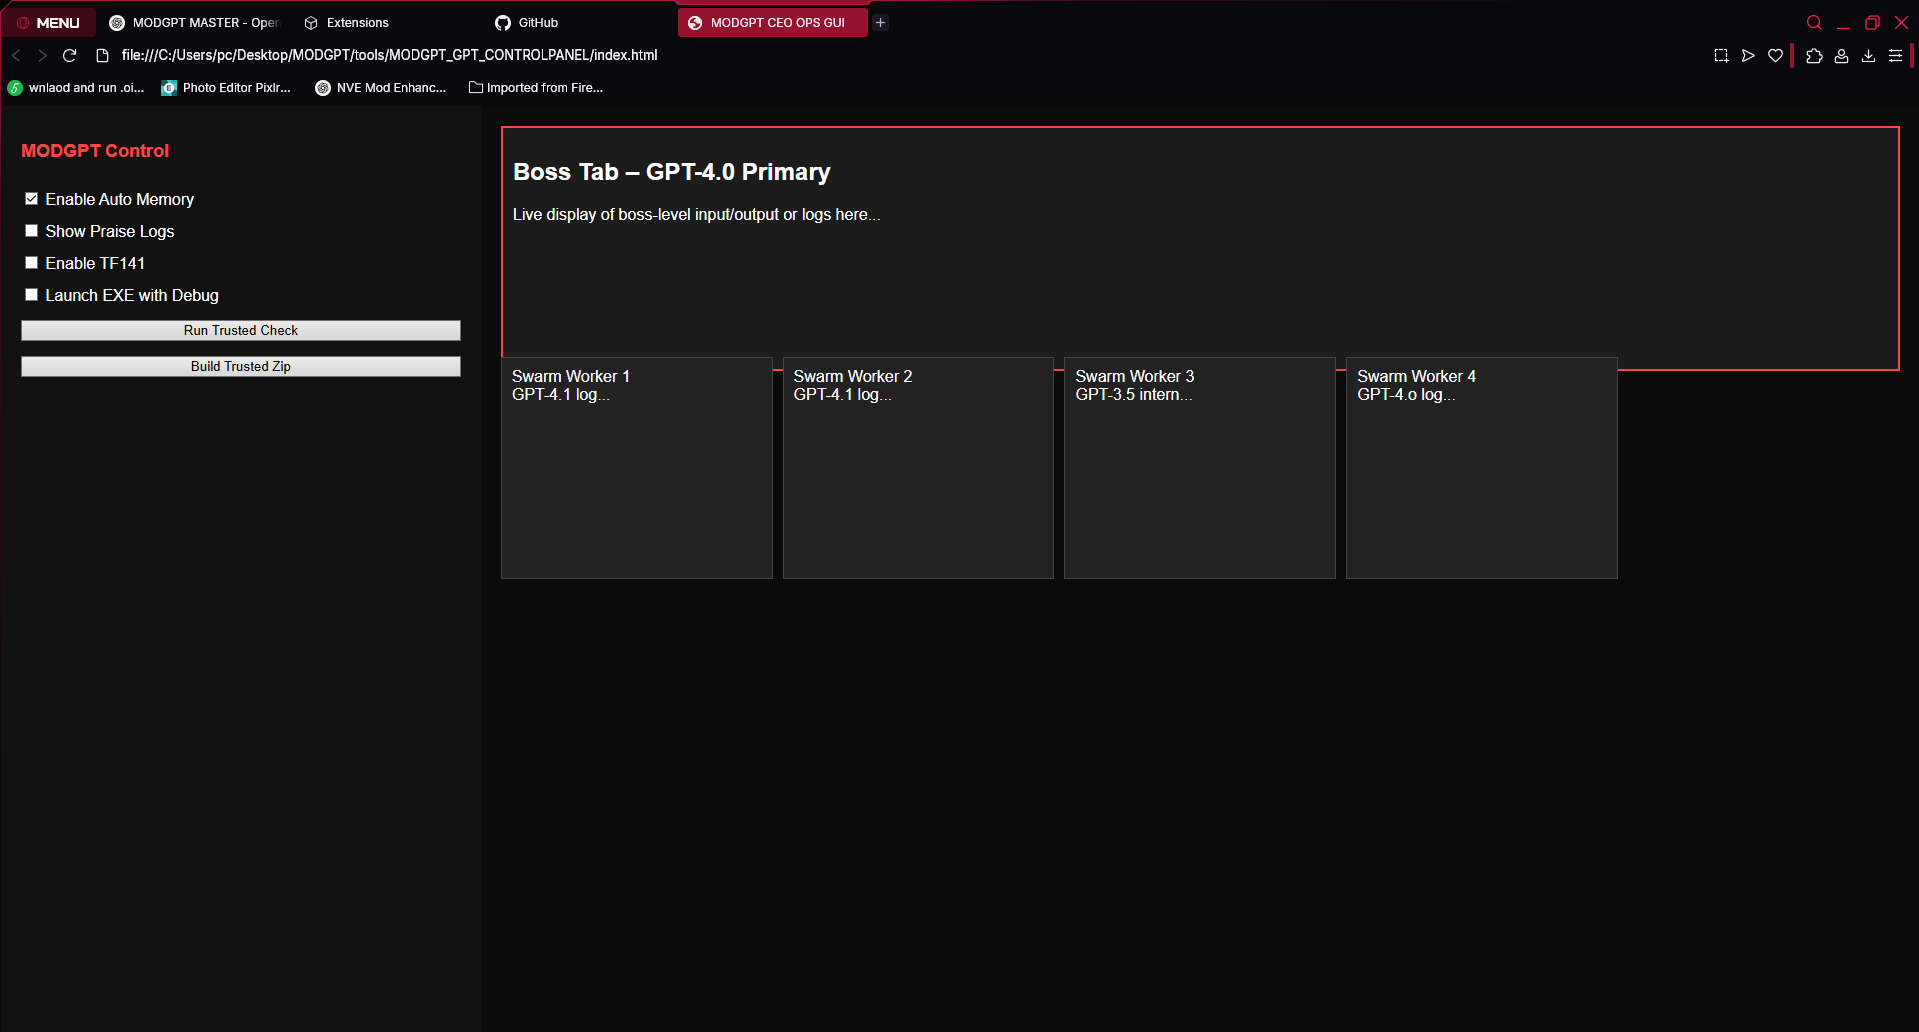 MENU
MODGPT MASTER - Oper
Extensions
GitHub
MODGPT CEO OPS GUI
file:///C:/Users/pc/Desktop/MODGPT/tools/MODGPT_GPT_CONTROLPANEL/index.html
wnlaod and run .oi...
Photo Editor Pixlr...
NVE Mod Enhanc...
Imported from Fire...
MODGPT Control
Enable Auto Memory
Show Praise Logs
Enable TF141
Launch EXE with Debug
Run Trusted Check
Build Trusted Zip
Boss Tab – GPT-4.0 Primary
Live display of boss-level input/output or logs here...
Swarm Worker 1
GPT-4.1 log...
Swarm Worker 2
GPT-4.1 log...
Swarm Worker 3
GPT-3.5 intern...
Swarm Worker 4
GPT-4.o log...